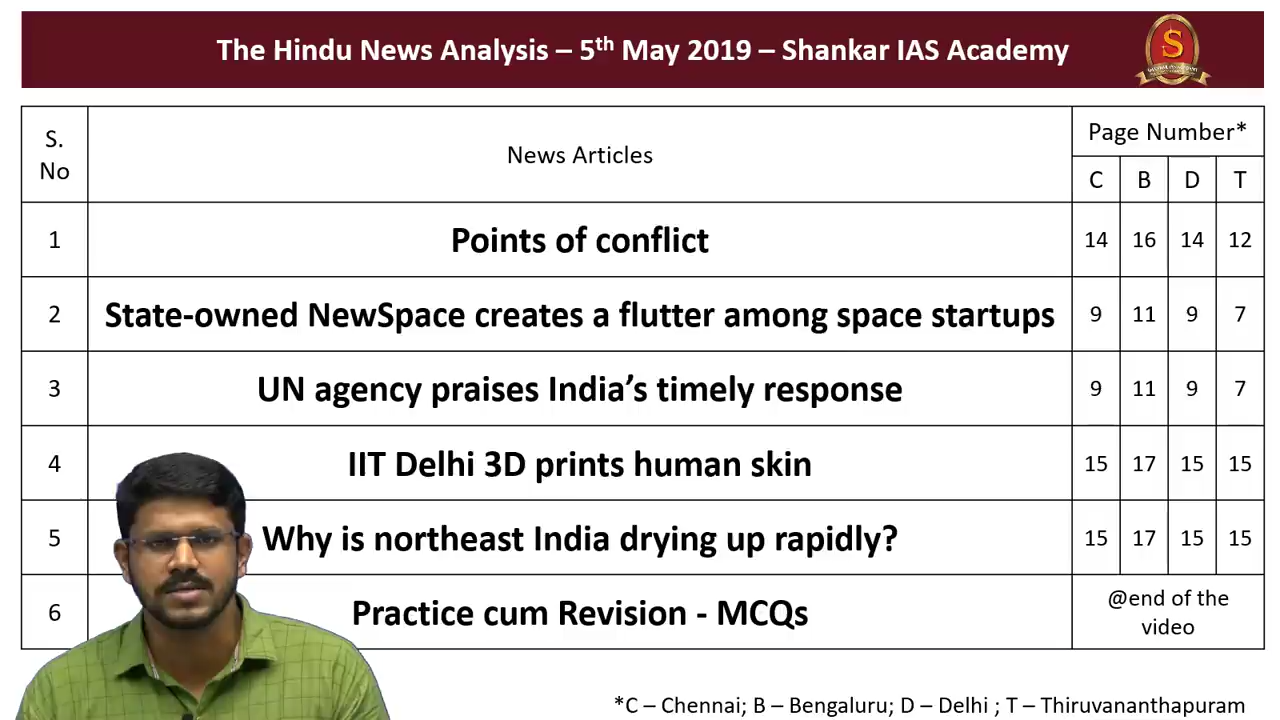 The Hindu News Analysis – 5th May 2019 – Shankar IAS Academy
S
S. No
News Articles
Page Number*
C B D T
1 Points of conflict 14 16 14 12
2 State-owned NewSpace creates a flutter among space startups 9 11 9 7
3 UN agency praises India’s timely response 9 11 9 7
4 IIT Delhi 3D prints human skin 15 17 15 15
5 Why is northeast India drying up rapidly? 15 17 15 15
6 Practice cum Revision - MCQs @end of the
video
*C – Chennai; B – Bengaluru; D – Delhi ; T – Thiruvananthapuram